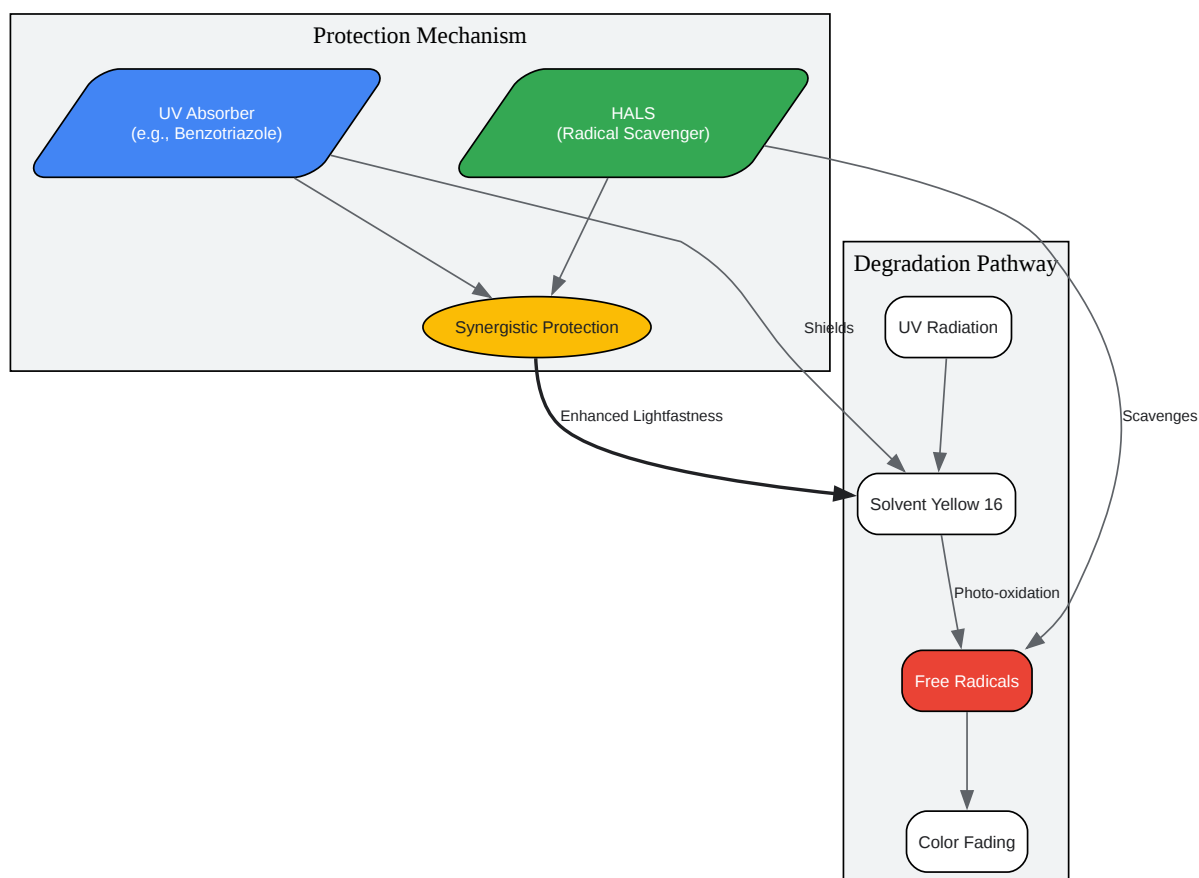 Protection Mechanism
UV Absorber
(e.g., Benzotriazole)
HALS
(Radical Scavenger)
Synergistic Protection
Degradation Pathway
UV Radiation
Shields
Enhanced Lightfastness
Scavenges
Solvent Yellow 16
Photo-oxidation
Free Radicals
Color Fading